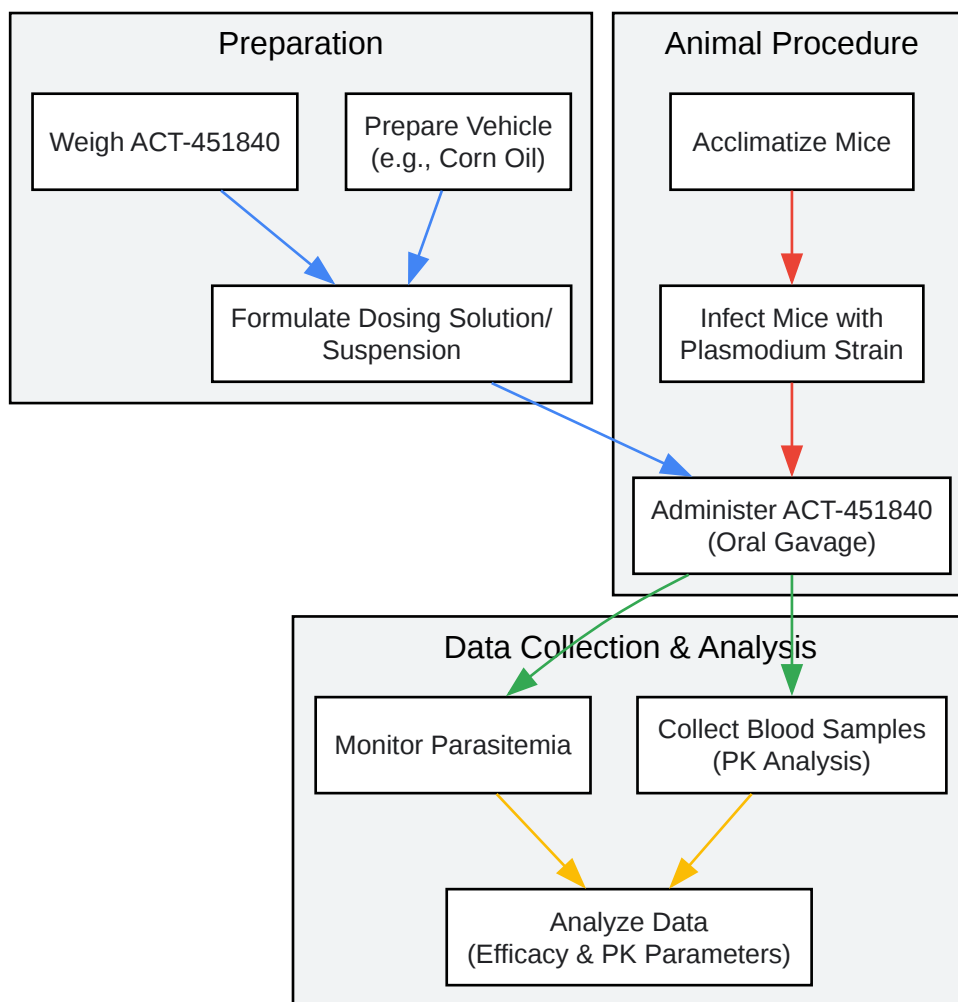 Preparation
Weigh ACT-451840
Prepare Vehicle
(e.g., Corn Oil)
Formulate Dosing Solution/
Suspension
Animal Procedure
Acclimatize Mice
Infect Mice with
Plasmodium Strain
Administer ACT-451840
(Oral Gavage)
Data Collection & Analysis
Monitor Parasitemia
Collect Blood Samples
(PK Analysis)
Analyze Data
(Efficacy & PK Parameters)